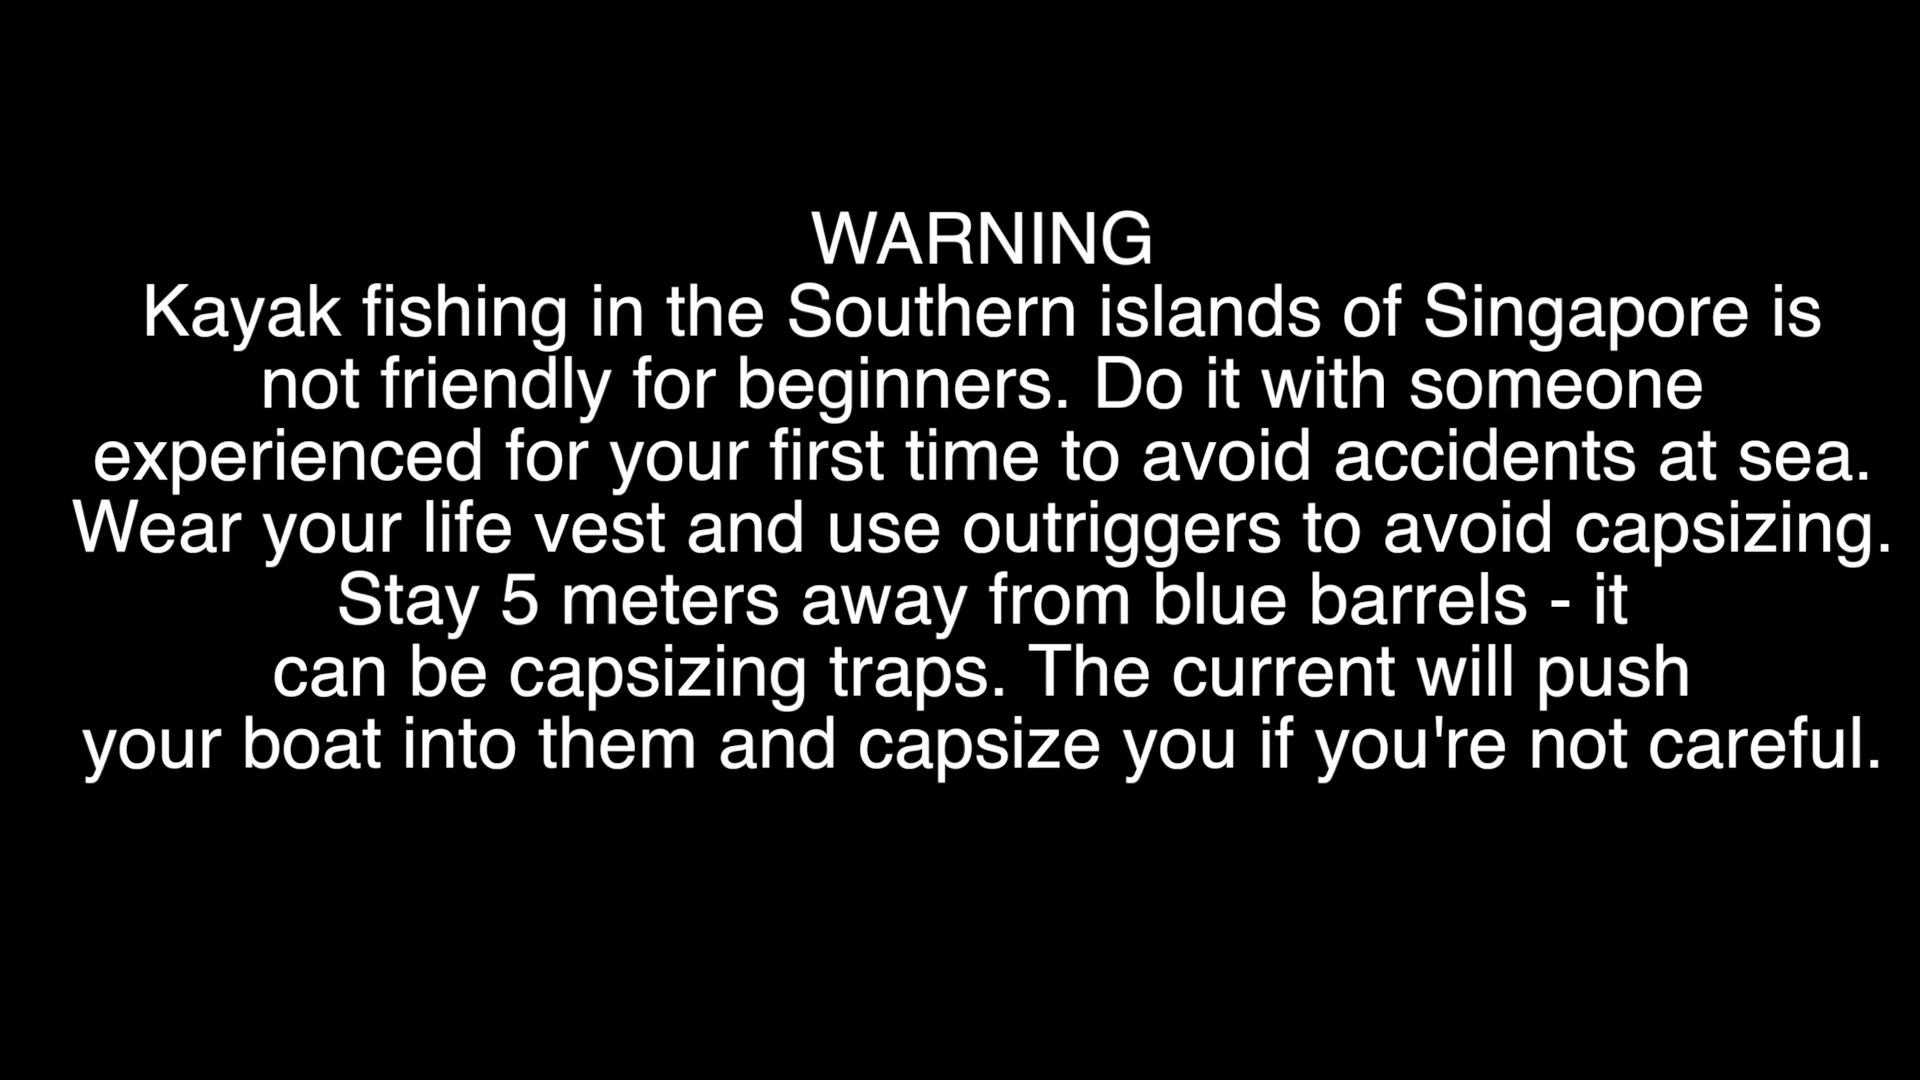 WARNING
Kayak fishing in the Southern islands of Singapore is
not friendly for beginners. Do it with someone
experienced for your first time to avoid accidents at sea.
Wear your life vest and use outriggers to avoid capsizing.
Stay 5 meters away from blue barrels - it
can be capsizing traps. The current will push
your boat into them and capsize you if you're not careful.